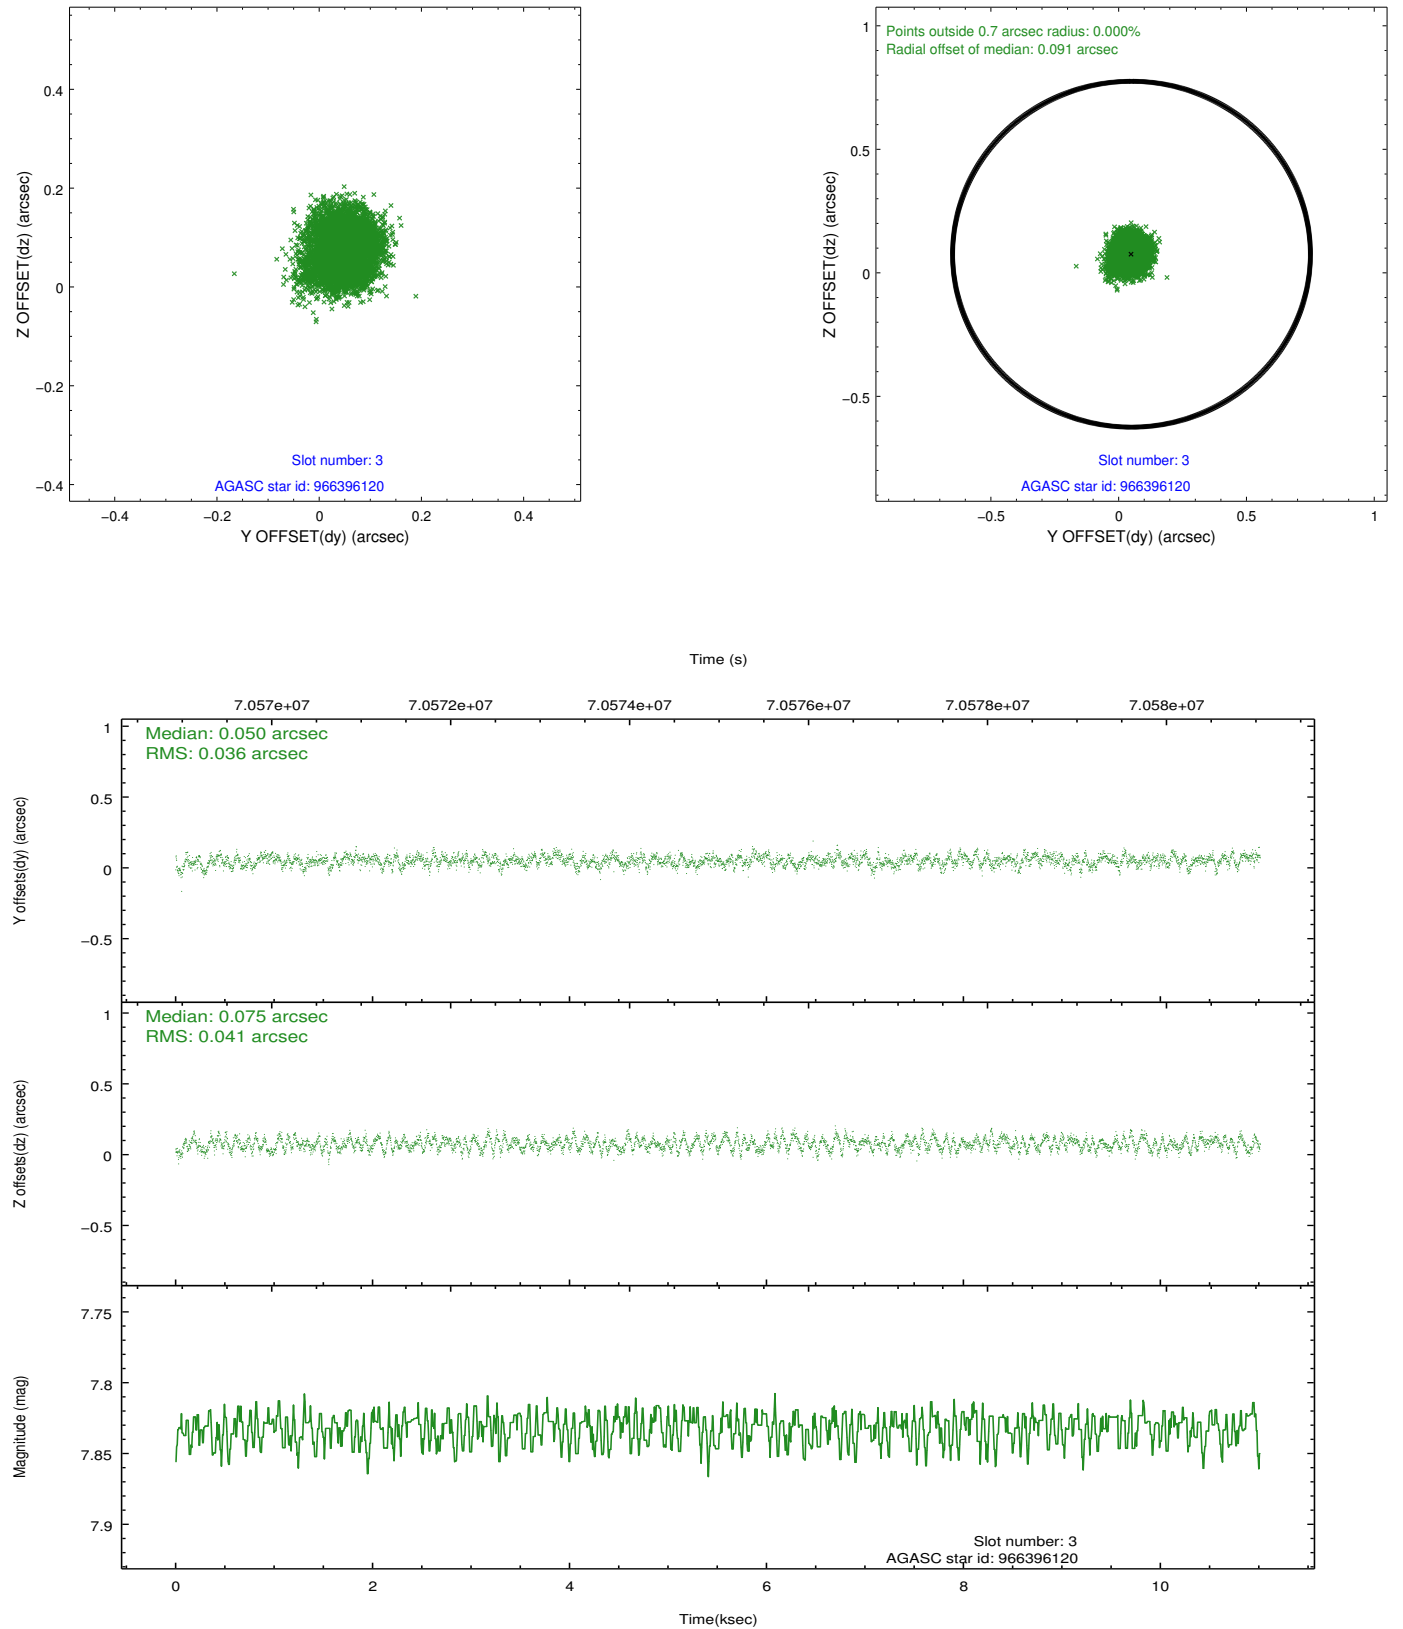 0.4
0.2
0
−0.2
−0.4
Z OFFSET(dz) (arcsec)
Slot number: 3
AGASC star id: 966396120
−0.4 −0.2 0 0.2 0.4
Y OFFSET(dy) (arcsec)
Points outside 0.7 arcsec radius: 0.000%
Radial offset of median: 0.091 arcsec
1
0.5
0
−0.5
Z OFFSET(dz) (arcsec)
Slot number: 3
AGASC star id: 966396120
−0.5 0 0.5 1
Y OFFSET(dy) (arcsec)
Time (s)
7.057e+07 7.0572e+07 7.0574e+07 7.0576e+07 7.0578e+07 7.058e+07
Median: 0.050 arcsec
RMS: 0.036 arcsec
1
0.5
0
−0.5
Y offsets(dy) (arcsec)
Median: 0.075 arcsec
RMS: 0.041 arcsec
1
0.5
0
−0.5
Z offsets(dz) (arcsec)
7.75
7.8
7.85
7.9
Magnitude (mag)
Slot number: 3
AGASC star id: 966396120
0 2 4 6 8 10
Time(ksec)